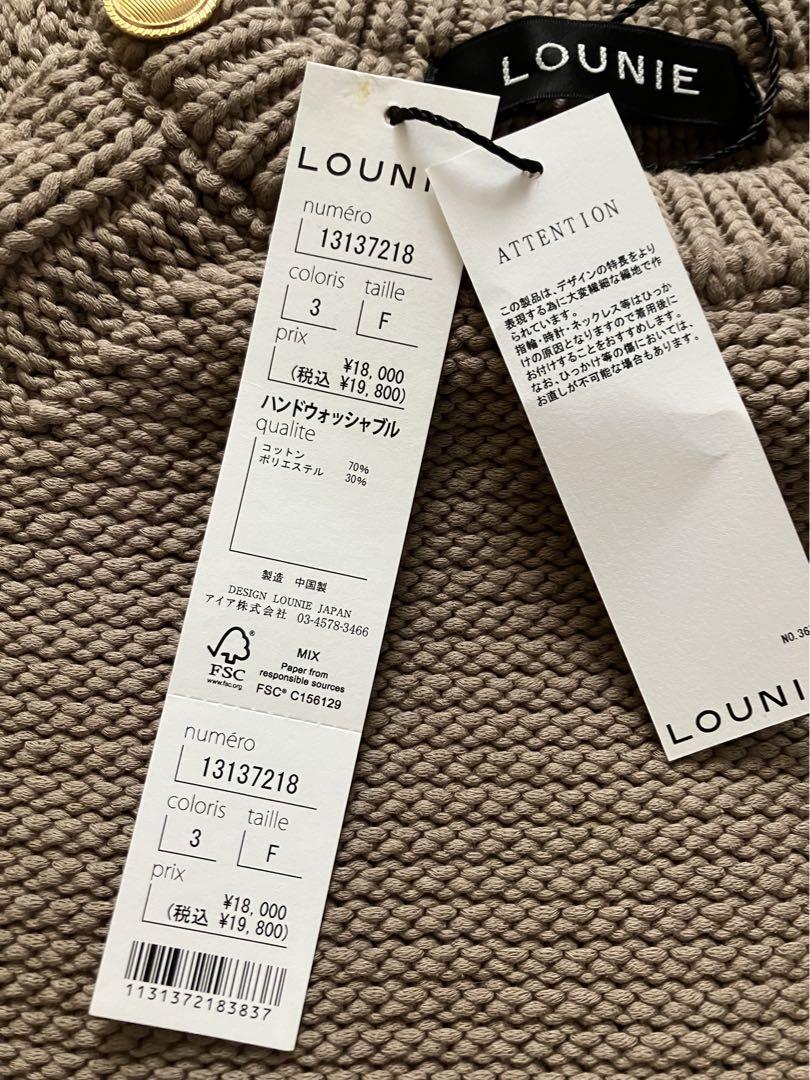 LOUNIE
LOUNI
numéro
13137218
coloris taille
3 F
prix
¥18,000
(税込 ¥19,800)
ハンドウォッシャブル
qualite
コットン 70%
ポリエステル 30%
製造 中国製
DESIGN LOUNIE JAPAN
アイア株式会社 03-4578-3466
FSC®
www.fsc.org
MIX
Paper from
responsible sources
FSC® C156129
numéro
13137218
coloris taille
3 F
prix
¥18,000
(税込 ¥19,800)
1131372183837
ATTENTION
この製品は、デザインの特長をより
表現する為に大変繊細な編地で作
られています。
指輪・時計・ネックレス等はひっか
けの原因となりますので着用後に
お付けすることをおすすめします。
なお、ひっかけ等の傷においては、
お直しが不可能な場合もあります。
NO.36
LOUNI